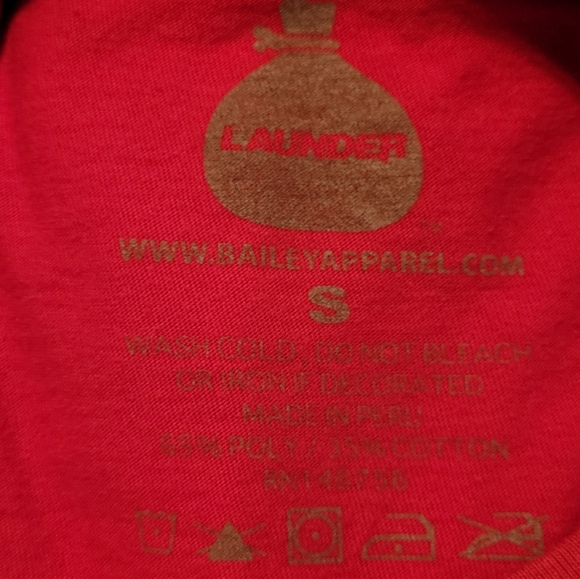 LAUNDER
WWW.BAILEYAPPAREL.COM
S
WASH COLD, DO NOT BLEACH
OR IRON IF DECORATED
MADE IN PERU
65% POLY / 35% COTTON